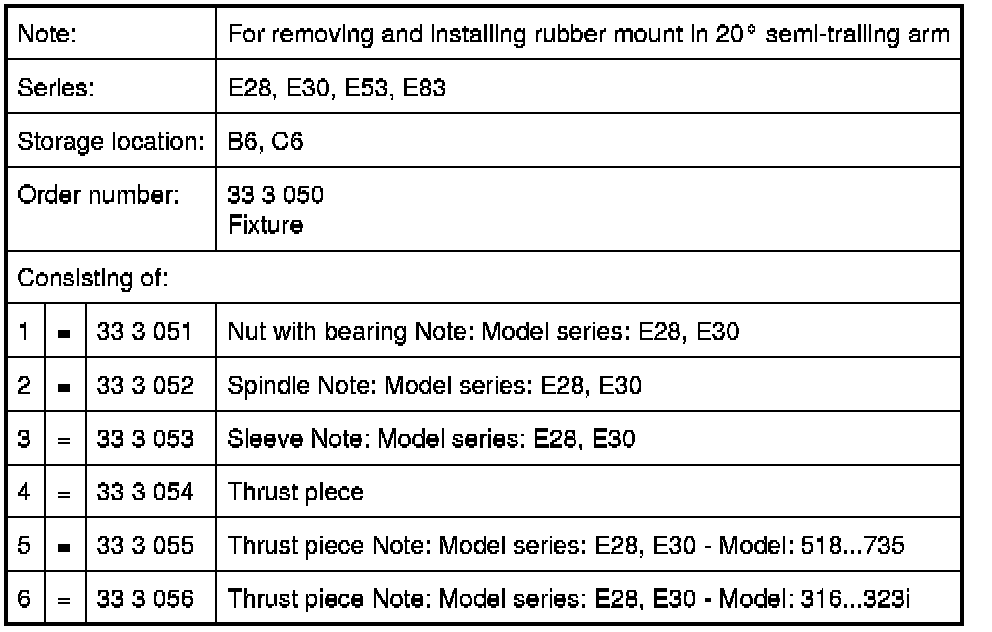 Note: For removing and installing rubber mount in 20° semi-trailing arm
Series: E28, E30, E53, E83
Storage location: B6, C6
Order number: 33 3 050
Fixture
Consisting of:
1 = 33 3 051 Nut with bearing Note: Model series: E28, E30
2 = 33 3 052 Spindle Note: Model series: E28, E30
3 = 33 3 053 Sleeve Note: Model series: E28, E30
4 = 33 3 054 Thrust piece
5 = 33 3 055 Thrust piece Note: Model series: E28, E30 - Model: 518...735
6 = 33 3 056 Thrust piece Note: Model series: E28, E30 - Model: 316...323i